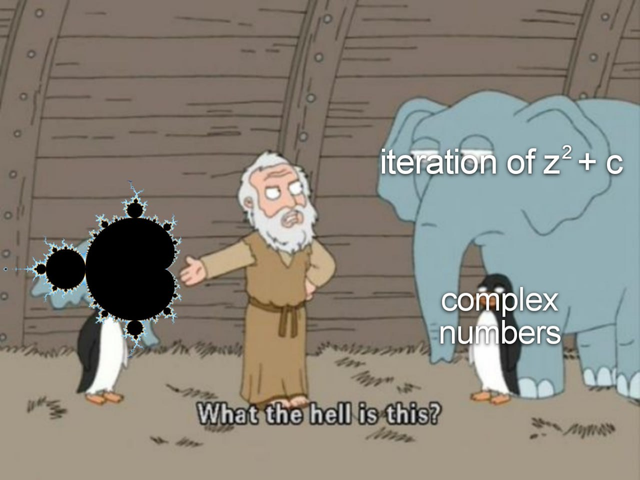 iteration of z² + c
complex
numbers
What the hell is this?